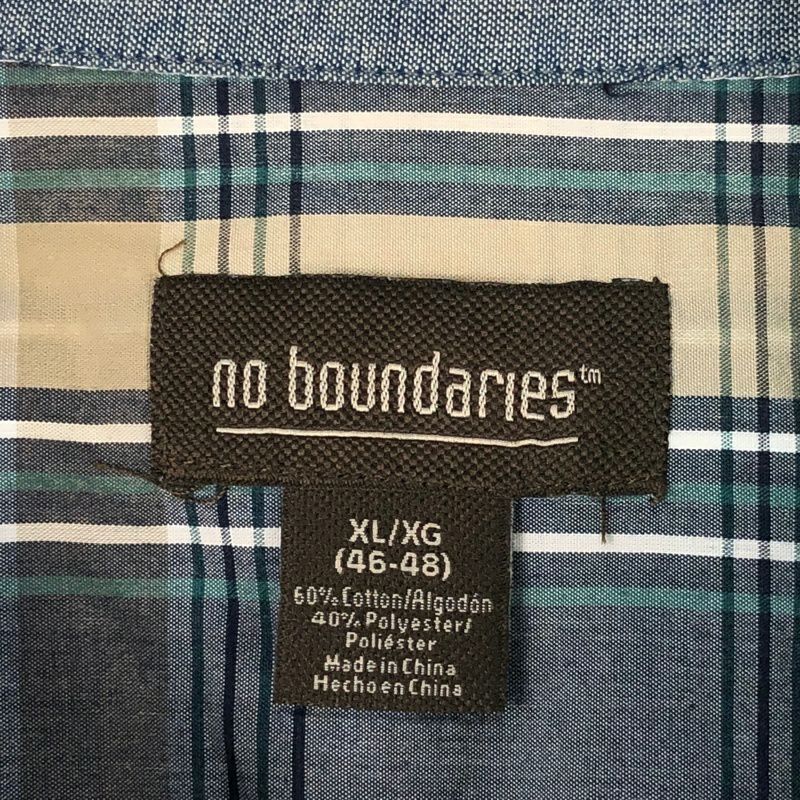 no boundaries™
XL/XG
(46-48)
60% Cotton/Algodón
40% Polyester/
Poliéster
Made in China
Hecho en China